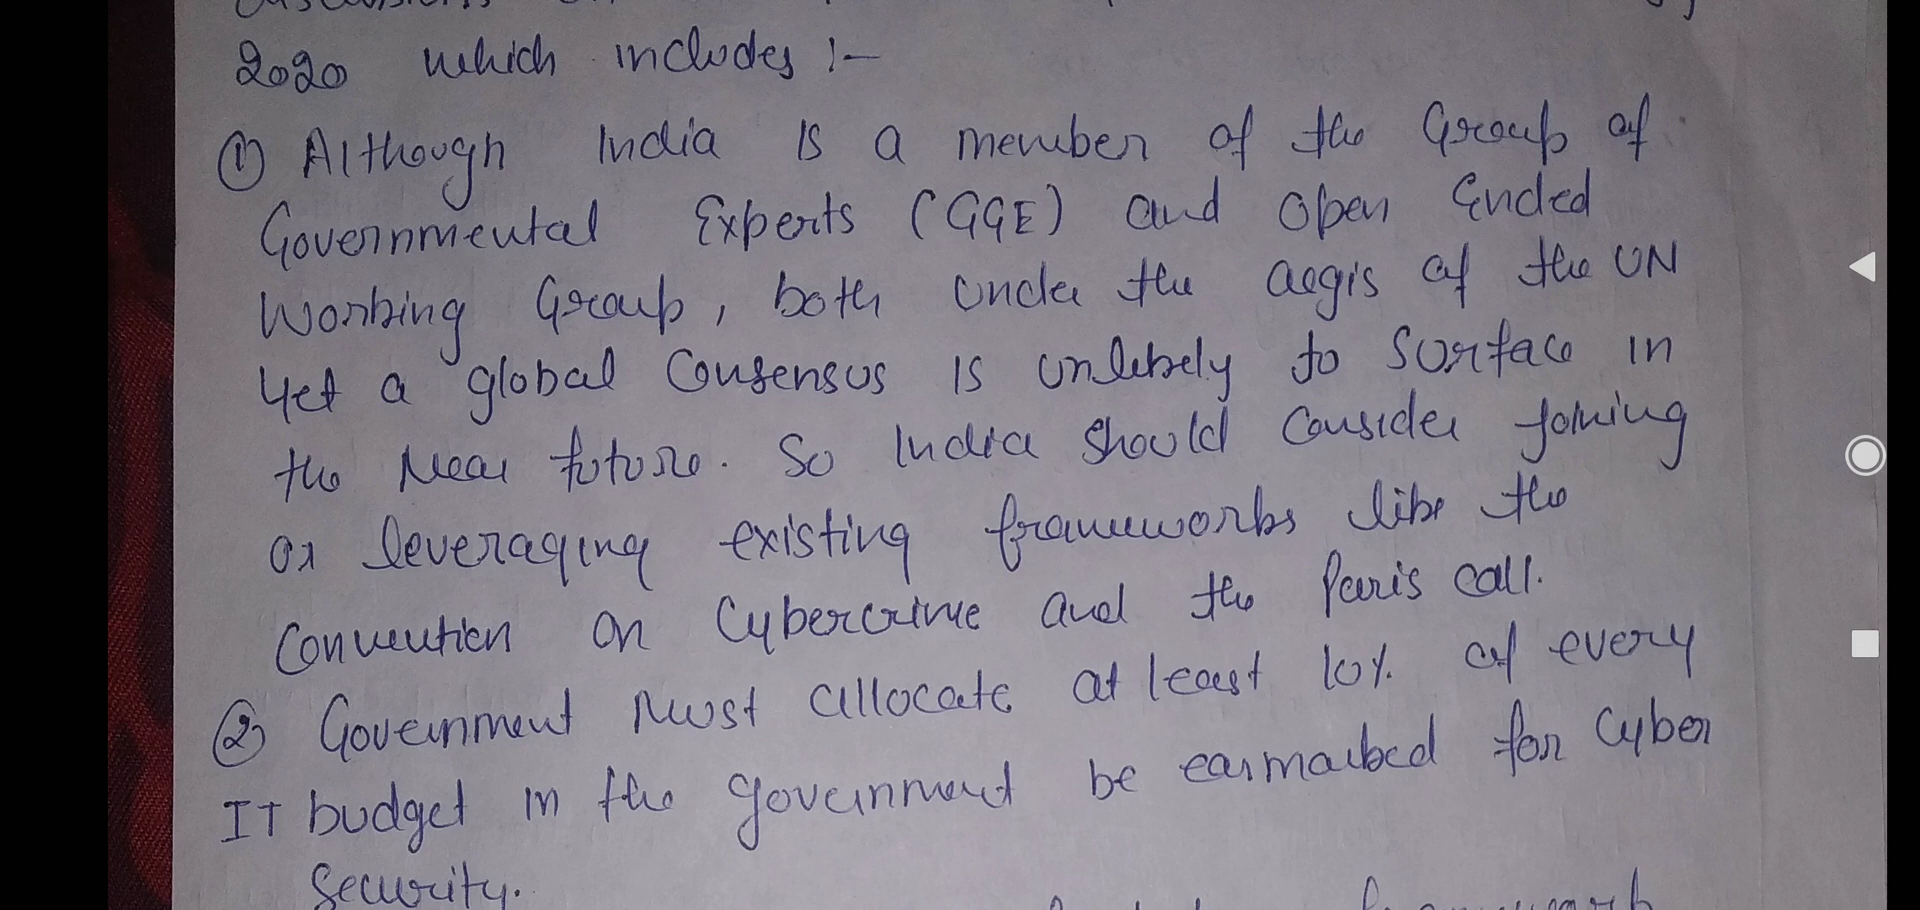 2020 which includes :-
① Although India is a member of the Group of
Governmental Experts (GGE) and Open Ended
Working Group, both under the aegis of the UN
Yet a global consensus is unlikely to surface in
the Near future. So India should consider joining
or leveraging existing frameworks like the
Convention on Cybercrime and the Paris call.
② Government Must allocate at least 10% of every
IT budget in the government be earmarked for Cyber
Security.